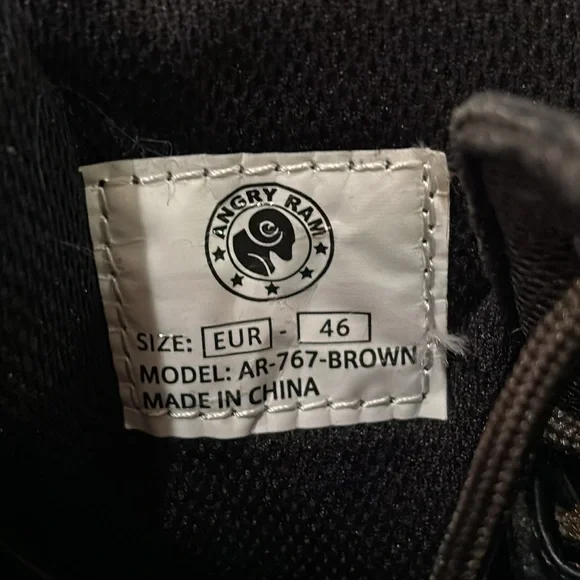 ANGRY RAM
SIZE: EUR - 46
MODEL: AR-767-BROWN
MADE IN CHINA